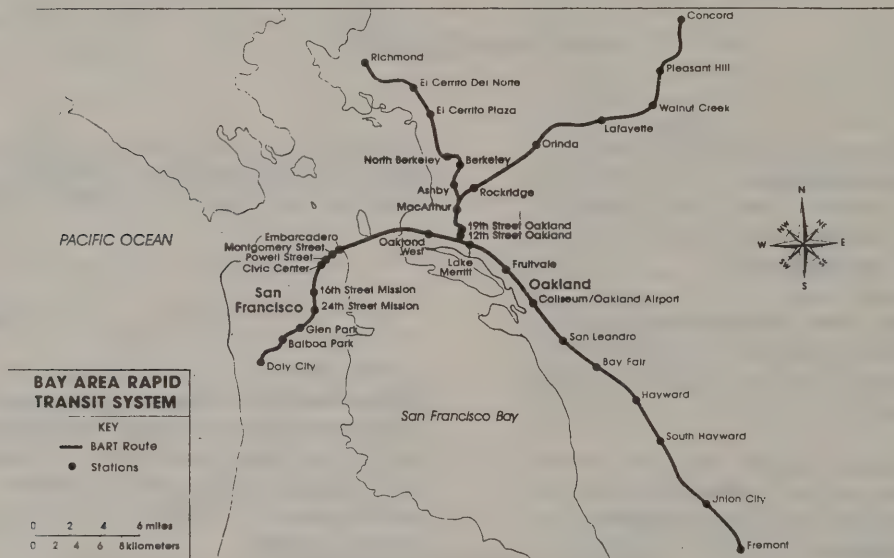 Concord
Richmond
Pleasant Hill
El Cerrito Del Norte
Walnut Creek
El Cerrito Plaza
Lafayette
Orinda
North Berkeley
Berkeley
Ashby
Rockridge
MacArthur
19th Street Oakland
12th Street Oakland
Embarcadero
PACIFIC OCEAN
Montgomery Street
Powell Street
Civic Center
Oakland
West
Lake
Merritt
Fruitvale
Oakland
Coliseum/Oakland Airport
San
Francisco
16th Street Mission
24th Street Mission
Glen Park
Balboa Park
Daly City
San Leandro
Bay Fair
Hayward
San Francisco Bay
South Hayward
Union City
Fremont
N
NW
NE
W
E
SW
SE
S
BAY AREA RAPID
TRANSIT SYSTEM
KEY
BART Route
Stations
0 2 4 6 miles
0 2 4 6 8 kilometers